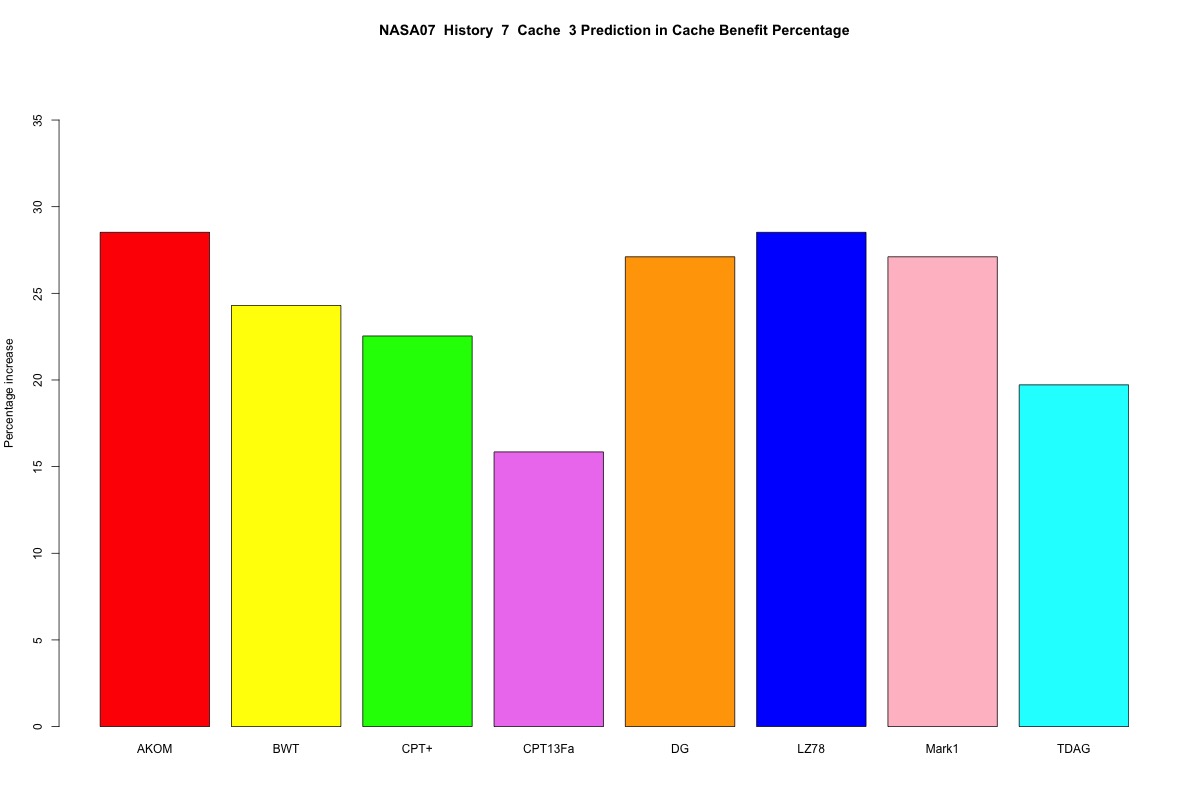 NASA07  History  7  Cache  3 Prediction in Cache Benefit Percentage
Percentage increase
35
30
25
20
15
10
5
0
AKOM BWT CPT+ CPT13Fa DG LZ78 Mark1 TDAG